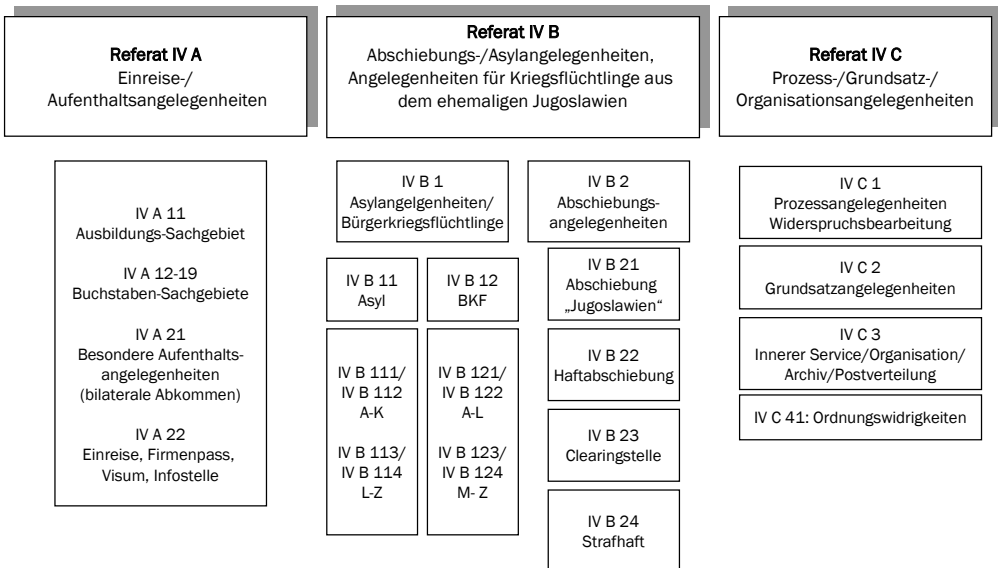 Referat IV A
Einreise-/
Aufenthaltsangelegenheiten
Referat IV B
Abschiebungs-/Asylangelegenheiten,
Angelegenheiten für Kriegsflüchtlinge aus
dem ehemaligen Jugoslawien
Referat IV C
Prozess-/Grundsatz-/
Organisationsangelegenheiten
IV A 11
Ausbildungs-Sachgebiet
IV A 12-19
Buchstaben-Sachgebiete
IV A 21
Besondere Aufenthalts-
angelegenheiten
(bilaterale Abkommen)
IV A 22
Einreise, Firmenpass,
Visum, Infostelle
IV B 1
Asylangelgenheiten/
Bürgerkriegsflüchtlinge
IV B 11
Asyl
IV B 12
BKF
IV B 111/
IV B 112
A-K
IV B 113/
IV B 114
L-Z
IV B 121/
IV B 122
A-L
IV B 123/
IV B 124
M- Z
IV B 2
Abschiebungs-
angelegenheiten
IV B 21
Abschiebung
„Jugoslawien“
IV B 22
Haftabschiebung
IV B 23
Clearingstelle
IV B 24
Strafhaft
IV C 1
Prozessangelegenheiten
Widerspruchsbearbeitung
IV C 2
Grundsatzangelegenheiten
IV C 3
Innerer Service/Organisation/
Archiv/Postverteilung
IV C 41: Ordnungswidrigkeiten